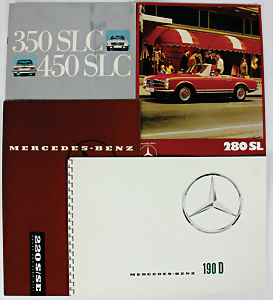 350 SLC
450 SLC
280 SL
MERCEDES-BENZ
220 S/SE
MERCEDES-BENZ 190 D